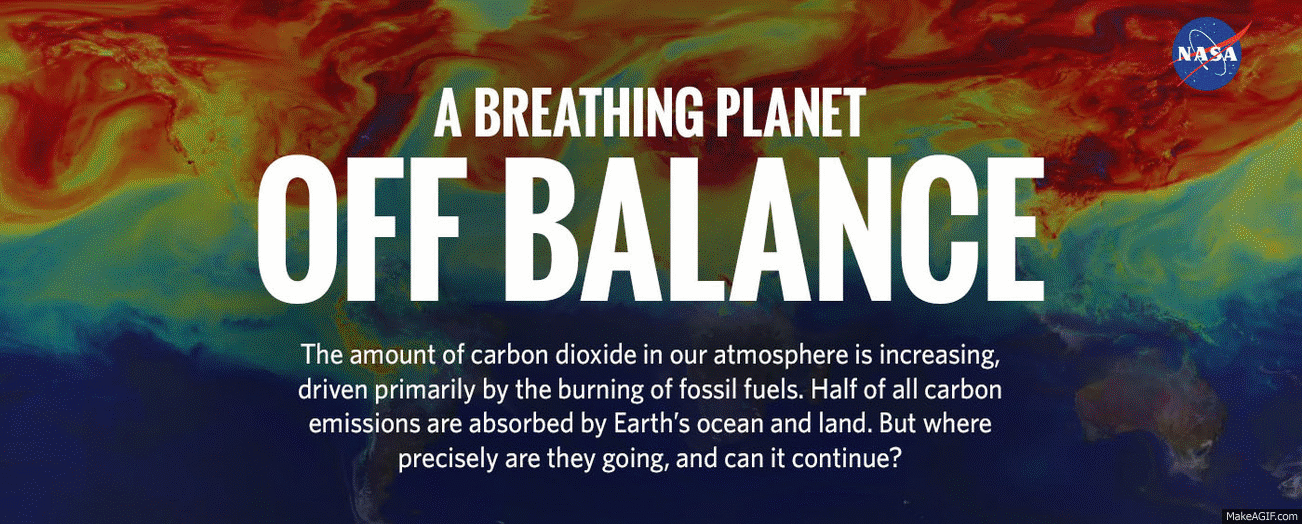 NASA
A BREATHING PLANET
OFF BALANCE
The amount of carbon dioxide in our atmosphere is increasing,
driven primarily by the burning of fossil fuels. Half of all carbon
emissions are absorbed by Earth’s ocean and land. But where
precisely are they going, and can it continue?
MakeAGIF.com